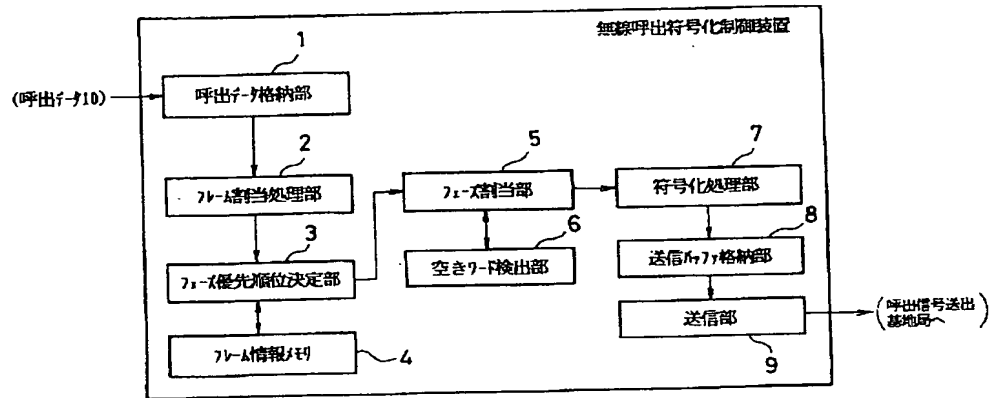 無線呼出符号化制御装置
1
(呼出データ10)
呼出データ格納部
2
フレーム割当処理部
3
フェーズ優先順位決定部
フレーム情報メモリ
4
5
フェーズ割当部
6
空きワード検出部
7
符号化処理部
8
送信バッファ格納部
送信部
9
(呼出信号送出
基地局へ)